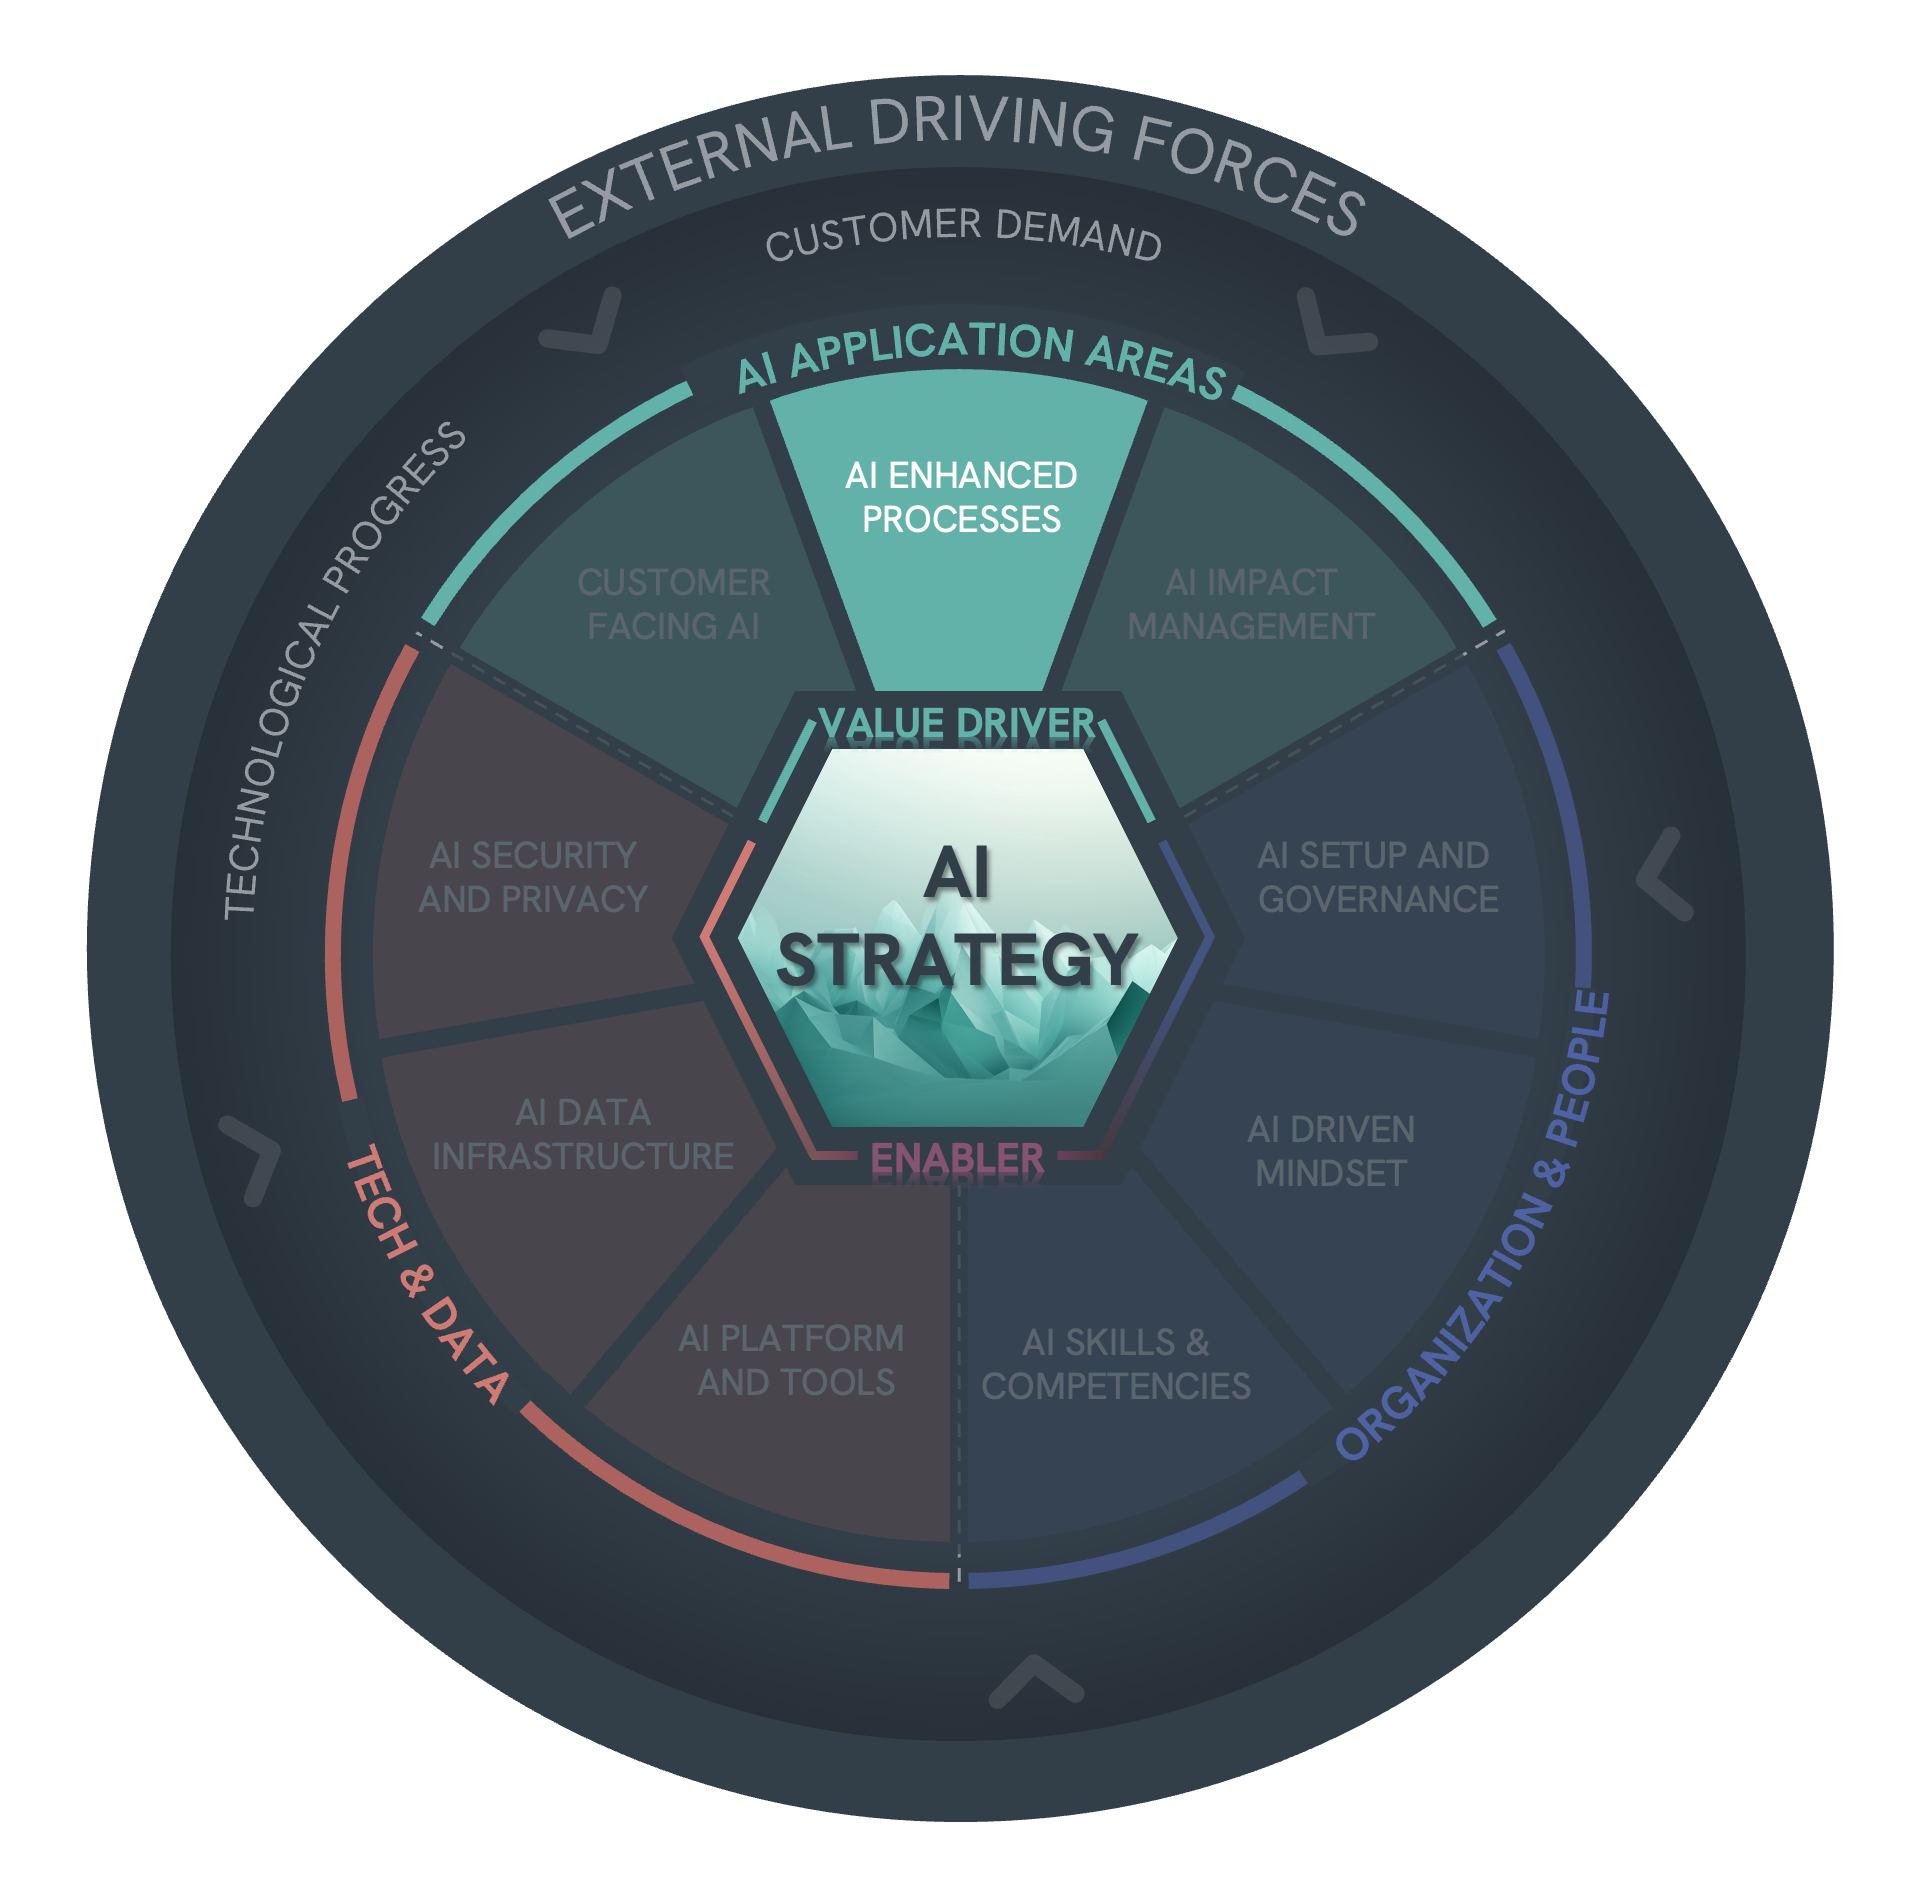 EXTERNAL DRIVING FORCES
CUSTOMER DEMAND
TECHNOLOGICAL PROGRESS
AI APPLICATION AREAS
AI ENHANCED
PROCESSES
CUSTOMER
FACING AI
AI IMPACT
MANAGEMENT
VALUE DRIVER
AI
STRATEGY
ENABLER
AI SECURITY
AND PRIVACY
AI SETUP AND
GOVERNANCE
AI DATA
INFRASTRUCTURE
AI DRIVEN
MINDSET
AI PLATFORM
AND TOOLS
AI SKILLS &
COMPETENCIES
TECH & DATA
ORGANIZATION & PEOPLE